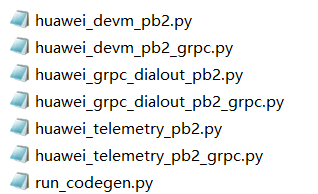 huawei_devm_pb2.py
huawei_devm_pb2_grpc.py
huawei_grpc_dialout_pb2.py
huawei_grpc_dialout_pb2_grpc.py
huawei_telemetry_pb2.py
huawei_telemetry_pb2_grpc.py
run_codegen.py